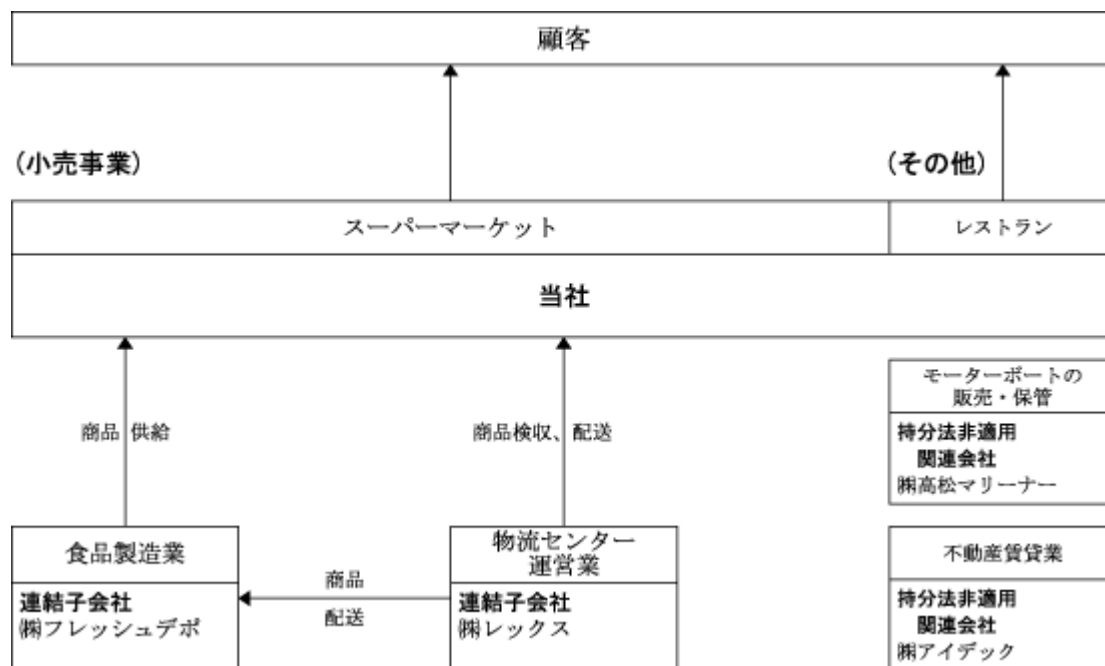 顧客
(小売事業)
(その他)
スーパーマーケット
レストラン
当社
商品 供給
商品検収、配送
モーターボートの
販売・保管
持分法非適用
関連会社
㈱高松マリーナー
食品製造業
連結子会社
㈱フレッシュデポ
商品
配送
物流センター
運営業
連結子会社
㈱レックス
不動産賃貸業
持分法非適用
関連会社
㈱アイデック